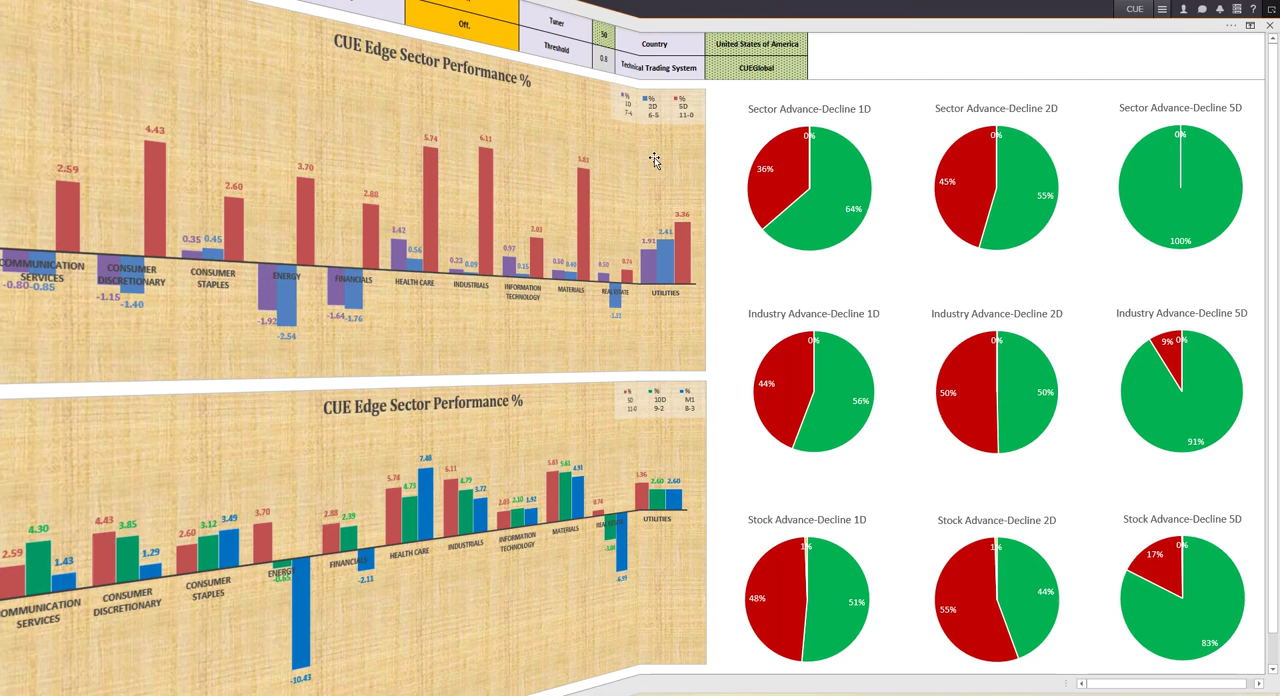 CUE
?
Off.
Tuner
50
Threshold
0.8
Country
United States of America
Technical Trading System
CUEGlobal
CUE Edge Sector Performance %
%
1D
7-4
%
2D
6-5
%
5D
11-0
2.59
4.43
2.60
3.70
2.88
5.74
6.11
2.03
5.83
0.74
3.36
0.35
0.45
1.42
0.56
0.22
0.09
0.97
0.15
0.50
0.40
0.50
1.91
2.41
COMMUNICATION
SERVICES
CONSUMER
DISCRETIONARY
CONSUMER
STAPLES
ENERGY
FINANCIALS
HEALTH CARE
INDUSTRIALS
INFORMATION
TECHNOLOGY
MATERIALS
REAL ESTATE
UTILITIES
-0.80
-0.85
-1.15
-1.40
-1.92
-2.54
-1.64
-1.76
CUE Edge Sector Performance %
%
5D
11-0
%
10D
9-2
%
M1
8-3
2.59
4.30
1.43
4.43
3.85
1.29
2.60
3.12
3.49
3.70
-10.43
2.88
2.39
-2.11
5.74
4.73
7.48
6.11
4.79
3.72
2.03
2.10
1.92
5.83
5.61
4.91
0.74
3.36
2.60
2.60
OMMUNICATION
SERVICES
CONSUMER
DISCRETIONARY
CONSUMER
STAPLES
ENERGY
FINANCIALS
HEALTH CARE
INDUSTRIALS
INFORMATION
TECHNOLOGY
MATERIALS
UTILITIES
Sector Advance-Decline 1D
0%
36%
64%
Sector Advance-Decline 2D
0%
45%
55%
Sector Advance-Decline 5D
0%
100%
Industry Advance-Decline 1D
0%
44%
56%
Industry Advance-Decline 2D
0%
50%
50%
Industry Advance-Decline 5D
9%
0%
91%
Stock Advance-Decline 1D
1%
48%
51%
Stock Advance-Decline 2D
1%
55%
44%
Stock Advance-Decline 5D
0%
17%
83%